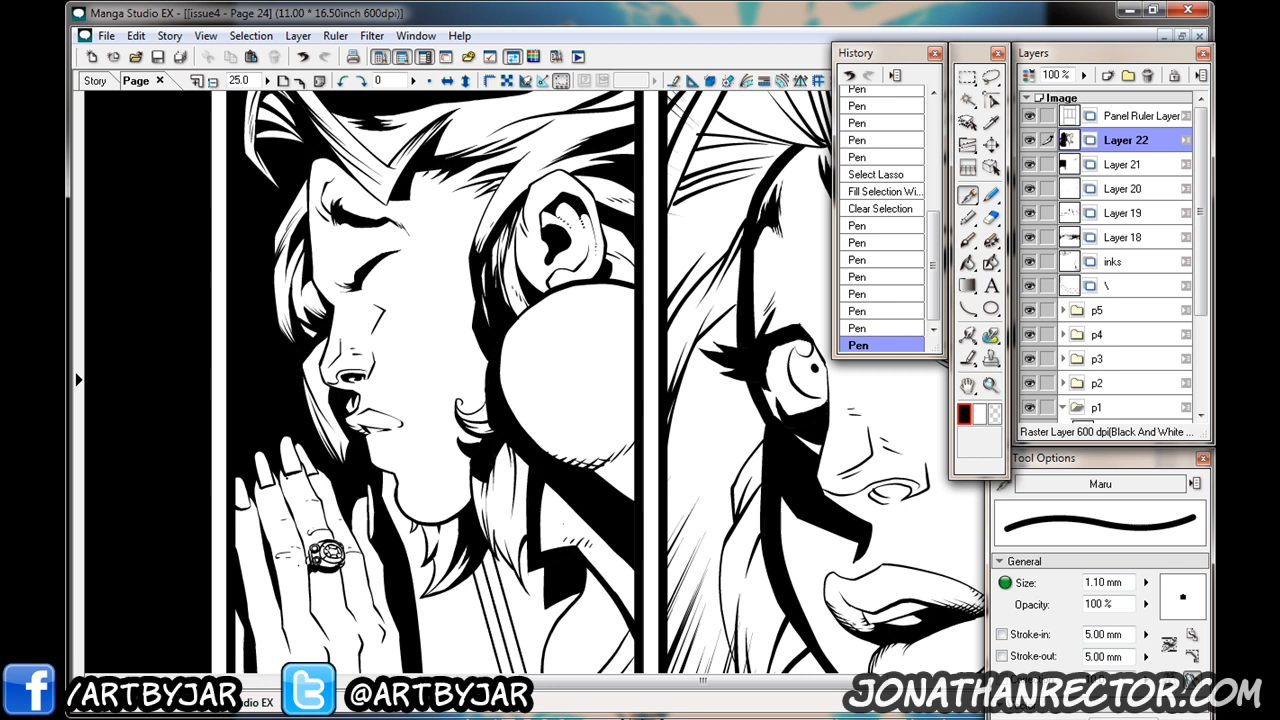 Manga Studio EX - [[issue4 - Page 24] (11.00 * 16.50inch 600dpi)]
File Edit Story View Selection Layer Ruler Filter Window Help
Story Page 25.0 0
History
Pen
Pen
Pen
Pen
Pen
Select Lasso
Fill Selection Wi...
Clear Selection
Pen
Pen
Pen
Pen
Pen
Pen
Pen
Pen
Layers
100 %
Image
Panel Ruler Layer
Layer 22
Layer 21
Layer 20
Layer 19
Layer 18
inks
\
p5
p4
p3
p2
p1
Raster Layer 600 dpi(Black And White ...
Tool Options
Maru
General
Size: 1.10 mm
Opacity: 100 %
Stroke-in: 5.00 mm
Stroke-out: 5.00 mm
/ARTBYJAR
@ARTBYJAR
JONATHANRECTOR.COM